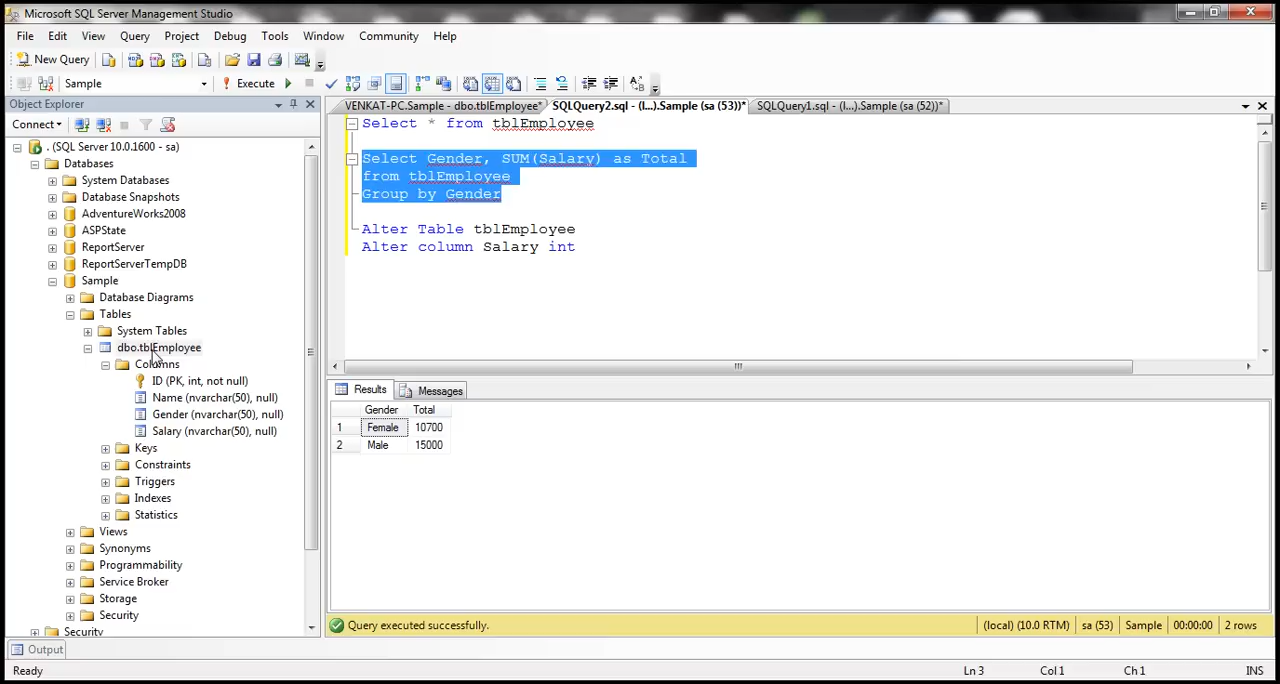 Microsoft SQL Server Management Studio
File Edit View Query Project Debug Tools Window Community Help
New Query
Sample Execute
Object Explorer
VENKAT-PC.Sample - dbo.tblEmployee* SQLQuery2.sql - (l...).Sample (sa (53))* SQLQuery1.sql - (l...).Sample (sa (52))*
Connect
. (SQL Server 10.0.1600 - sa)
Databases
System Databases
Database Snapshots
AdventureWorks2008
ASPState
ReportServer
ReportServerTempDB
Sample
Database Diagrams
Tables
System Tables
dbo.tblEmployee
Columns
ID (PK, int, not null)
Name (nvarchar(50), null)
Gender (nvarchar(50), null)
Salary (nvarchar(50), null)
Keys
Constraints
Triggers
Indexes
Statistics
Views
Synonyms
Programmability
Service Broker
Storage
Security
Security
Select * from tblEmployee
Select Gender, SUM(Salary) as Total
from tblEmployee
Group by Gender
Alter Table tblEmployee
Alter column Salary int
Results Messages
Gender Total
1 Female 10700
2 Male 15000
Query executed successfully. (local) (10.0 RTM) sa (53) Sample 00:00:00 2 rows
Output
Ready Ln 3 Col 1 Ch 1 INS